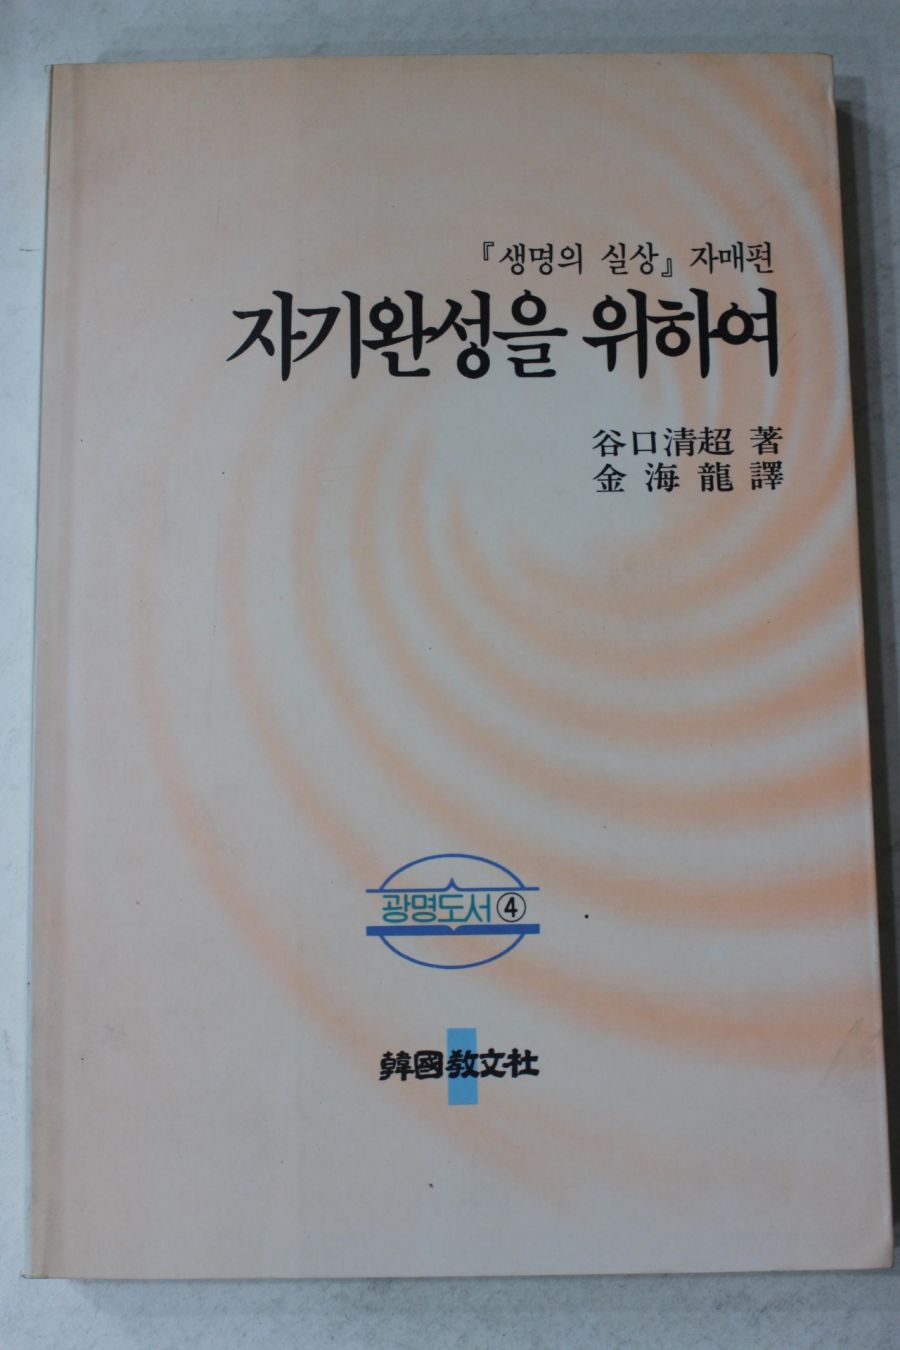 『생명의 실상』 자매편
자기완성을 위하여
谷口清超 著
金海龍 譯
광명도서④
韓國敎文社